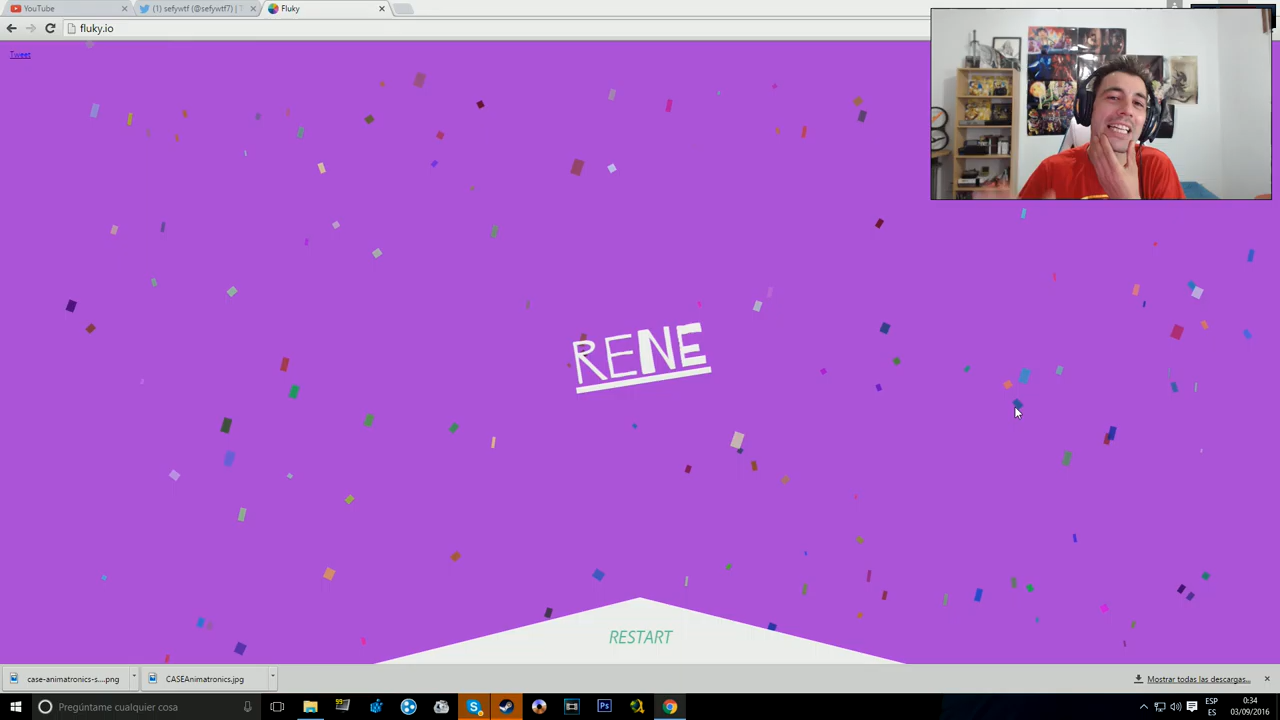 YouTube
(1) sefywtf (@sefywtf7) | T
Fluky
fluky.io
Tweet
RENE
RESTART
case-animatronics-s....png
CASEAnimatronics.jpg
Mostrar todas las descargas...
Pregúntame cualquier cosa
ESP
ES
0:34
03/09/2016